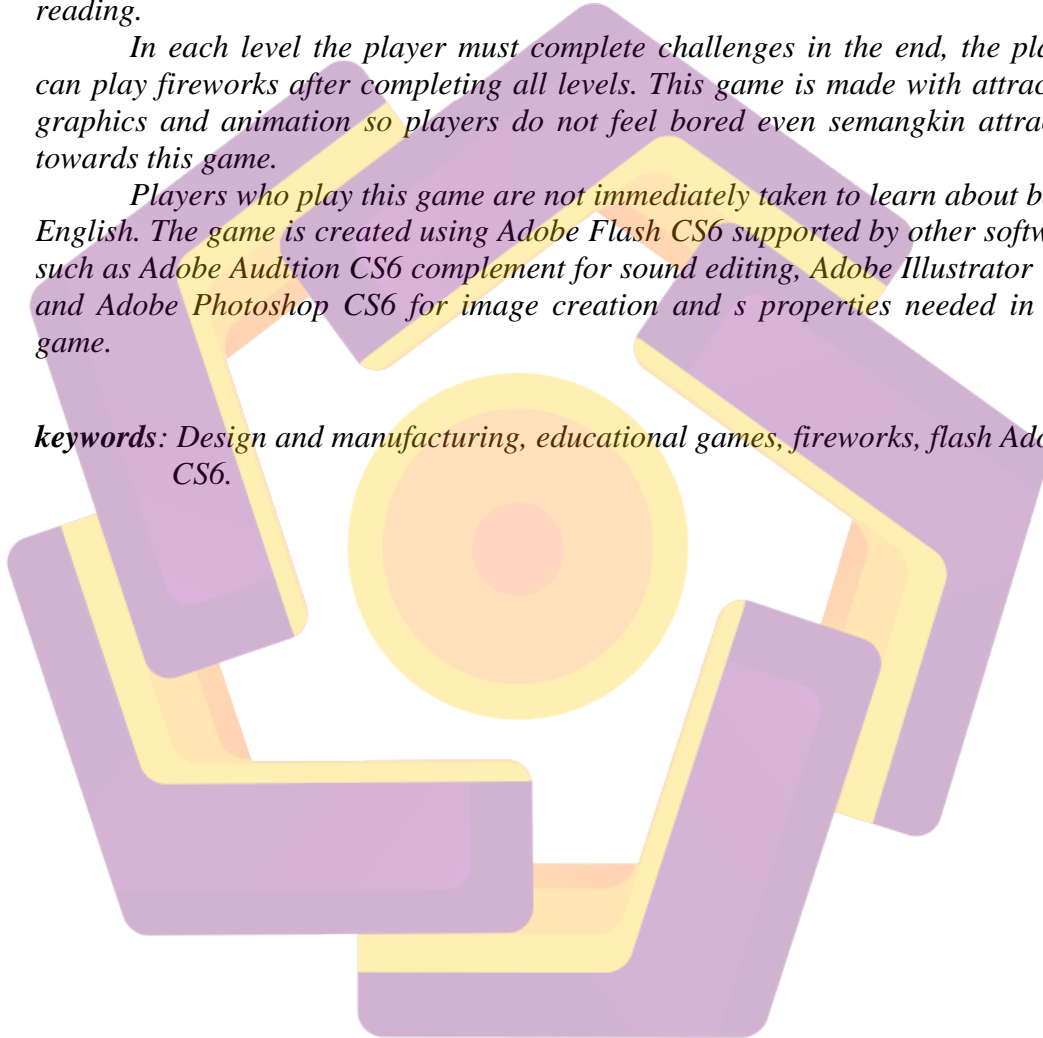 reading.
In each level the player must complete challenges in the end, the pla
can play fireworks after completing all levels. This game is made with attrac
graphics and animation so players do not feel bored even semangkin attrac
towards this game.
Players who play this game are not immediately taken to learn about b
English. The game is created using Adobe Flash CS6 supported by other softw
such as Adobe Audition CS6 complement for sound editing, Adobe Illustrator
and Adobe Photoshop CS6 for image creation and s properties needed in
game.
keywords: Design and manufacturing, educational games, fireworks, flash Ado
CS6.